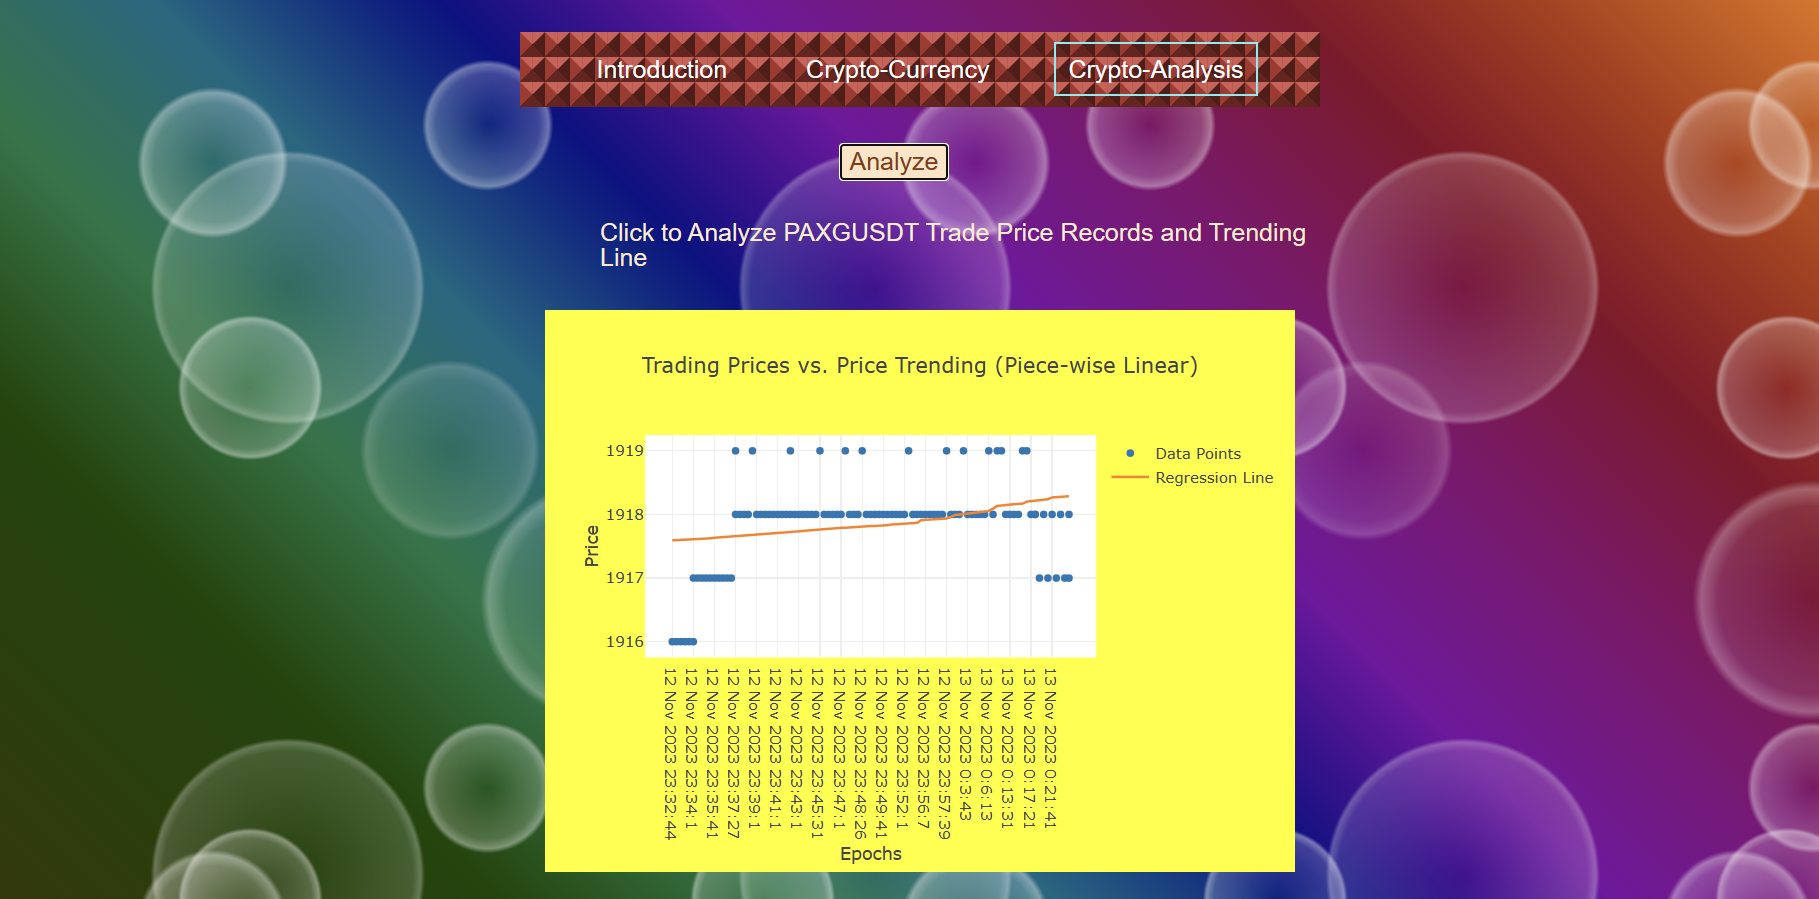 Introduction
Crypto-Currency
Crypto-Analysis
Analyze
Click to Analyze PAXGUSDT Trade Price Records and Trending
Line
Trading Prices vs. Price Trending (Piece-wise Linear)
1919
1918
1917
1916
Price
Data Points
Regression Line
12 Nov 2023 23:32:44
12 Nov 2023 23:34:1
12 Nov 2023 23:35:41
12 Nov 2023 23:37:27
12 Nov 2023 23:39:1
12 Nov 2023 23:41:1
12 Nov 2023 23:43:1
12 Nov 2023 23:45:31
12 Nov 2023 23:47:1
12 Nov 2023 23:48:26
12 Nov 2023 23:49:41
12 Nov 2023 23:52:1
12 Nov 2023 23:56:7
12 Nov 2023 23:57:39
13 Nov 2023 0:3:43
13 Nov 2023 0:6:13
13 Nov 2023 0:13:31
13 Nov 2023 0:17:21
13 Nov 2023 0:21:41
Epochs